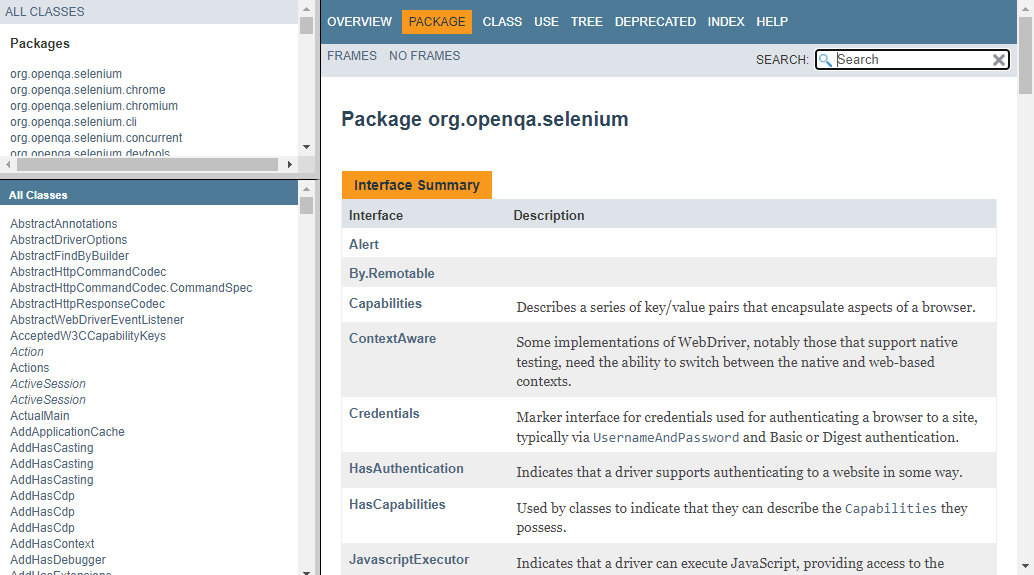 ALL CLASSES
Packages
org.openqa.selenium
org.openqa.selenium.chrome
org.openqa.selenium.chromium
org.openqa.selenium.cli
org.openqa.selenium.concurrent
org.openqa.selenium.devtools
All Classes
AbstractAnnotations
AbstractDriverOptions
AbstractFindByBuilder
AbstractHttpCommandCodec
AbstractHttpCommandCodec.CommandSpec
AbstractHttpResponseCodec
AbstractWebDriverEventListener
AcceptedW3CCapabilityKeys
Action
Actions
ActiveSession
ActiveSession
ActualMain
AddApplicationCache
AddHasCasting
AddHasCasting
AddHasCasting
AddHasCdp
AddHasCdp
AddHasCdp
AddHasContext
AddHasDebugger
AddHasExtensions
OVERVIEW PACKAGE CLASS USE TREE DEPRECATED INDEX HELP
FRAMES NO FRAMES SEARCH: Search
Package org.openqa.selenium
Interface Summary
Interface Description
Alert
By.Remotable
Capabilities Describes a series of key/value pairs that encapsulate aspects of a browser.
ContextAware Some implementations of WebDriver, notably those that support native
testing, need the ability to switch between the native and web-based
contexts.
Credentials Marker interface for credentials used for authenticating a browser to a site,
typically via UsernameAndPassword and Basic or Digest authentication.
HasAuthentication Indicates that a driver supports authenticating to a website in some way.
HasCapabilities Used by classes to indicate that they can describe the Capabilities they
possess.
JavascriptExecutor Indicates that a driver can execute JavaScript, providing access to the